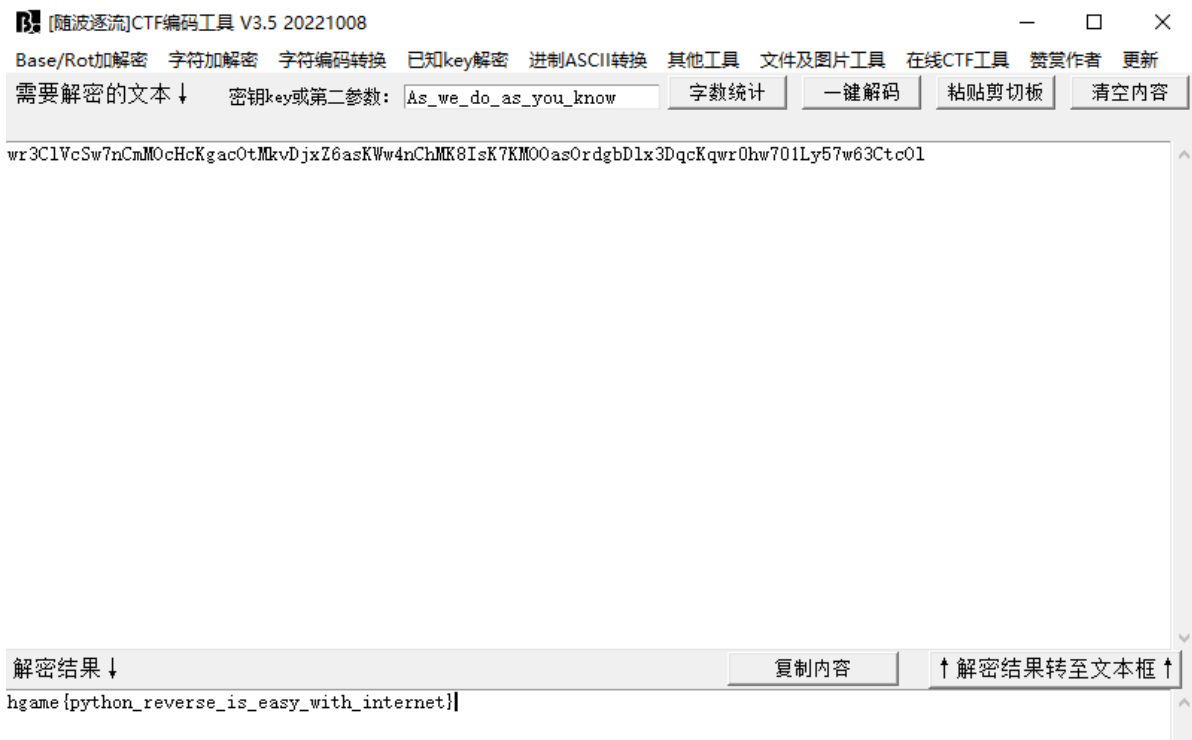 [随波逐流]CTF编码工具 V3.5 20221008
Base/Rot加解密 字符加解密 字符编码转换 已知key解密 进制ASCII转换 其他工具 文件及图片工具 在线CTF工具 赞赏作者 更新
需要解密的文本↓ 密钥key或第二参数: As_we_do_as_you_know 字数统计 一键解码 粘贴剪切板 清空内容
wr3ClVcSw7nCmMOcHcKgacOtMkvDjxZ6asKWw4nChMK8IsK7KMOOasOrdgbDlx3DqcKqwr0hw701Ly57w63CtcOl
解密结果↓ 复制内容 ↑解密结果转至文本框↑
hgame{python_reverse_is_easy_with_internet}